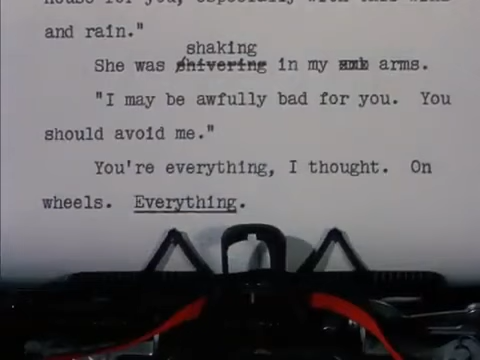 and rain."
shaking
She was shivering in my arms.
"I may be awfully bad for you. You
should avoid me."
You're everything, I thought. On
wheels. Everything.